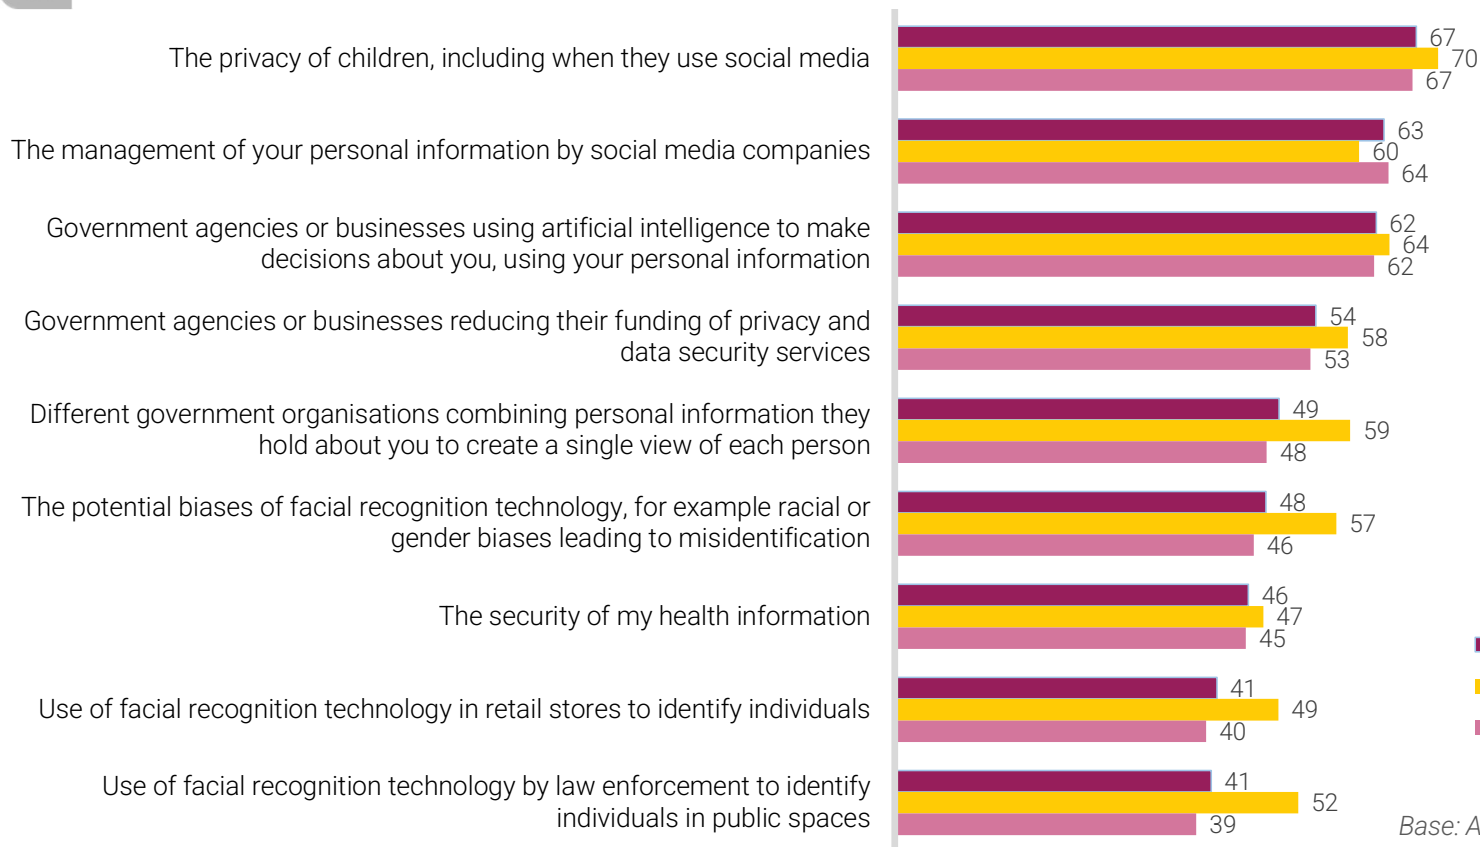 The privacy of children, including when they use social media
67
70
67
The management of your personal information by social media companies
63
60
64
Government agencies or businesses using artificial intelligence to make
decisions about you, using your personal information
62
64
62
Government agencies or businesses reducing their funding of privacy and
data security services
54
58
53
Different government organisations combining personal information they
hold about you to create a single view of each person
49
59
48
The potential biases of facial recognition technology, for example racial or
gender biases leading to misidentification
48
57
46
The security of my health information
46
47
45
Use of facial recognition technology in retail stores to identify individuals
41
49
40
Use of facial recognition technology by law enforcement to identify
individuals in public spaces
41
52
39
Base: